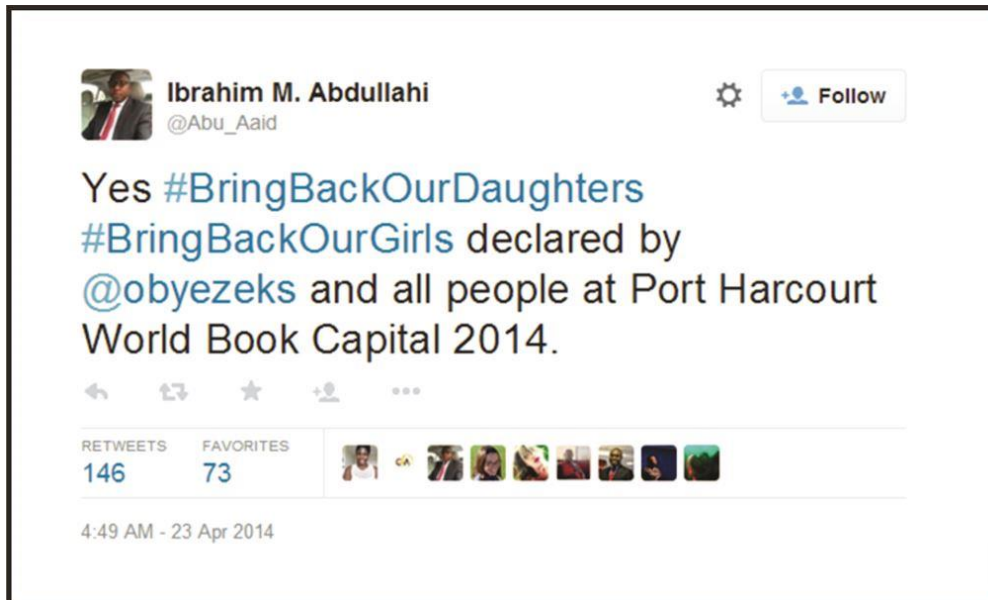 Ibrahim M. Abdullahi
@Abu_Aaid
Follow
Yes #BringBackOurDaughters
#BringBackOurGirls declared by
@obyezeks and all people at Port Harcourt
World Book Capital 2014.
RETWEETS FAVORITES
146 73
4:49 AM - 23 Apr 2014